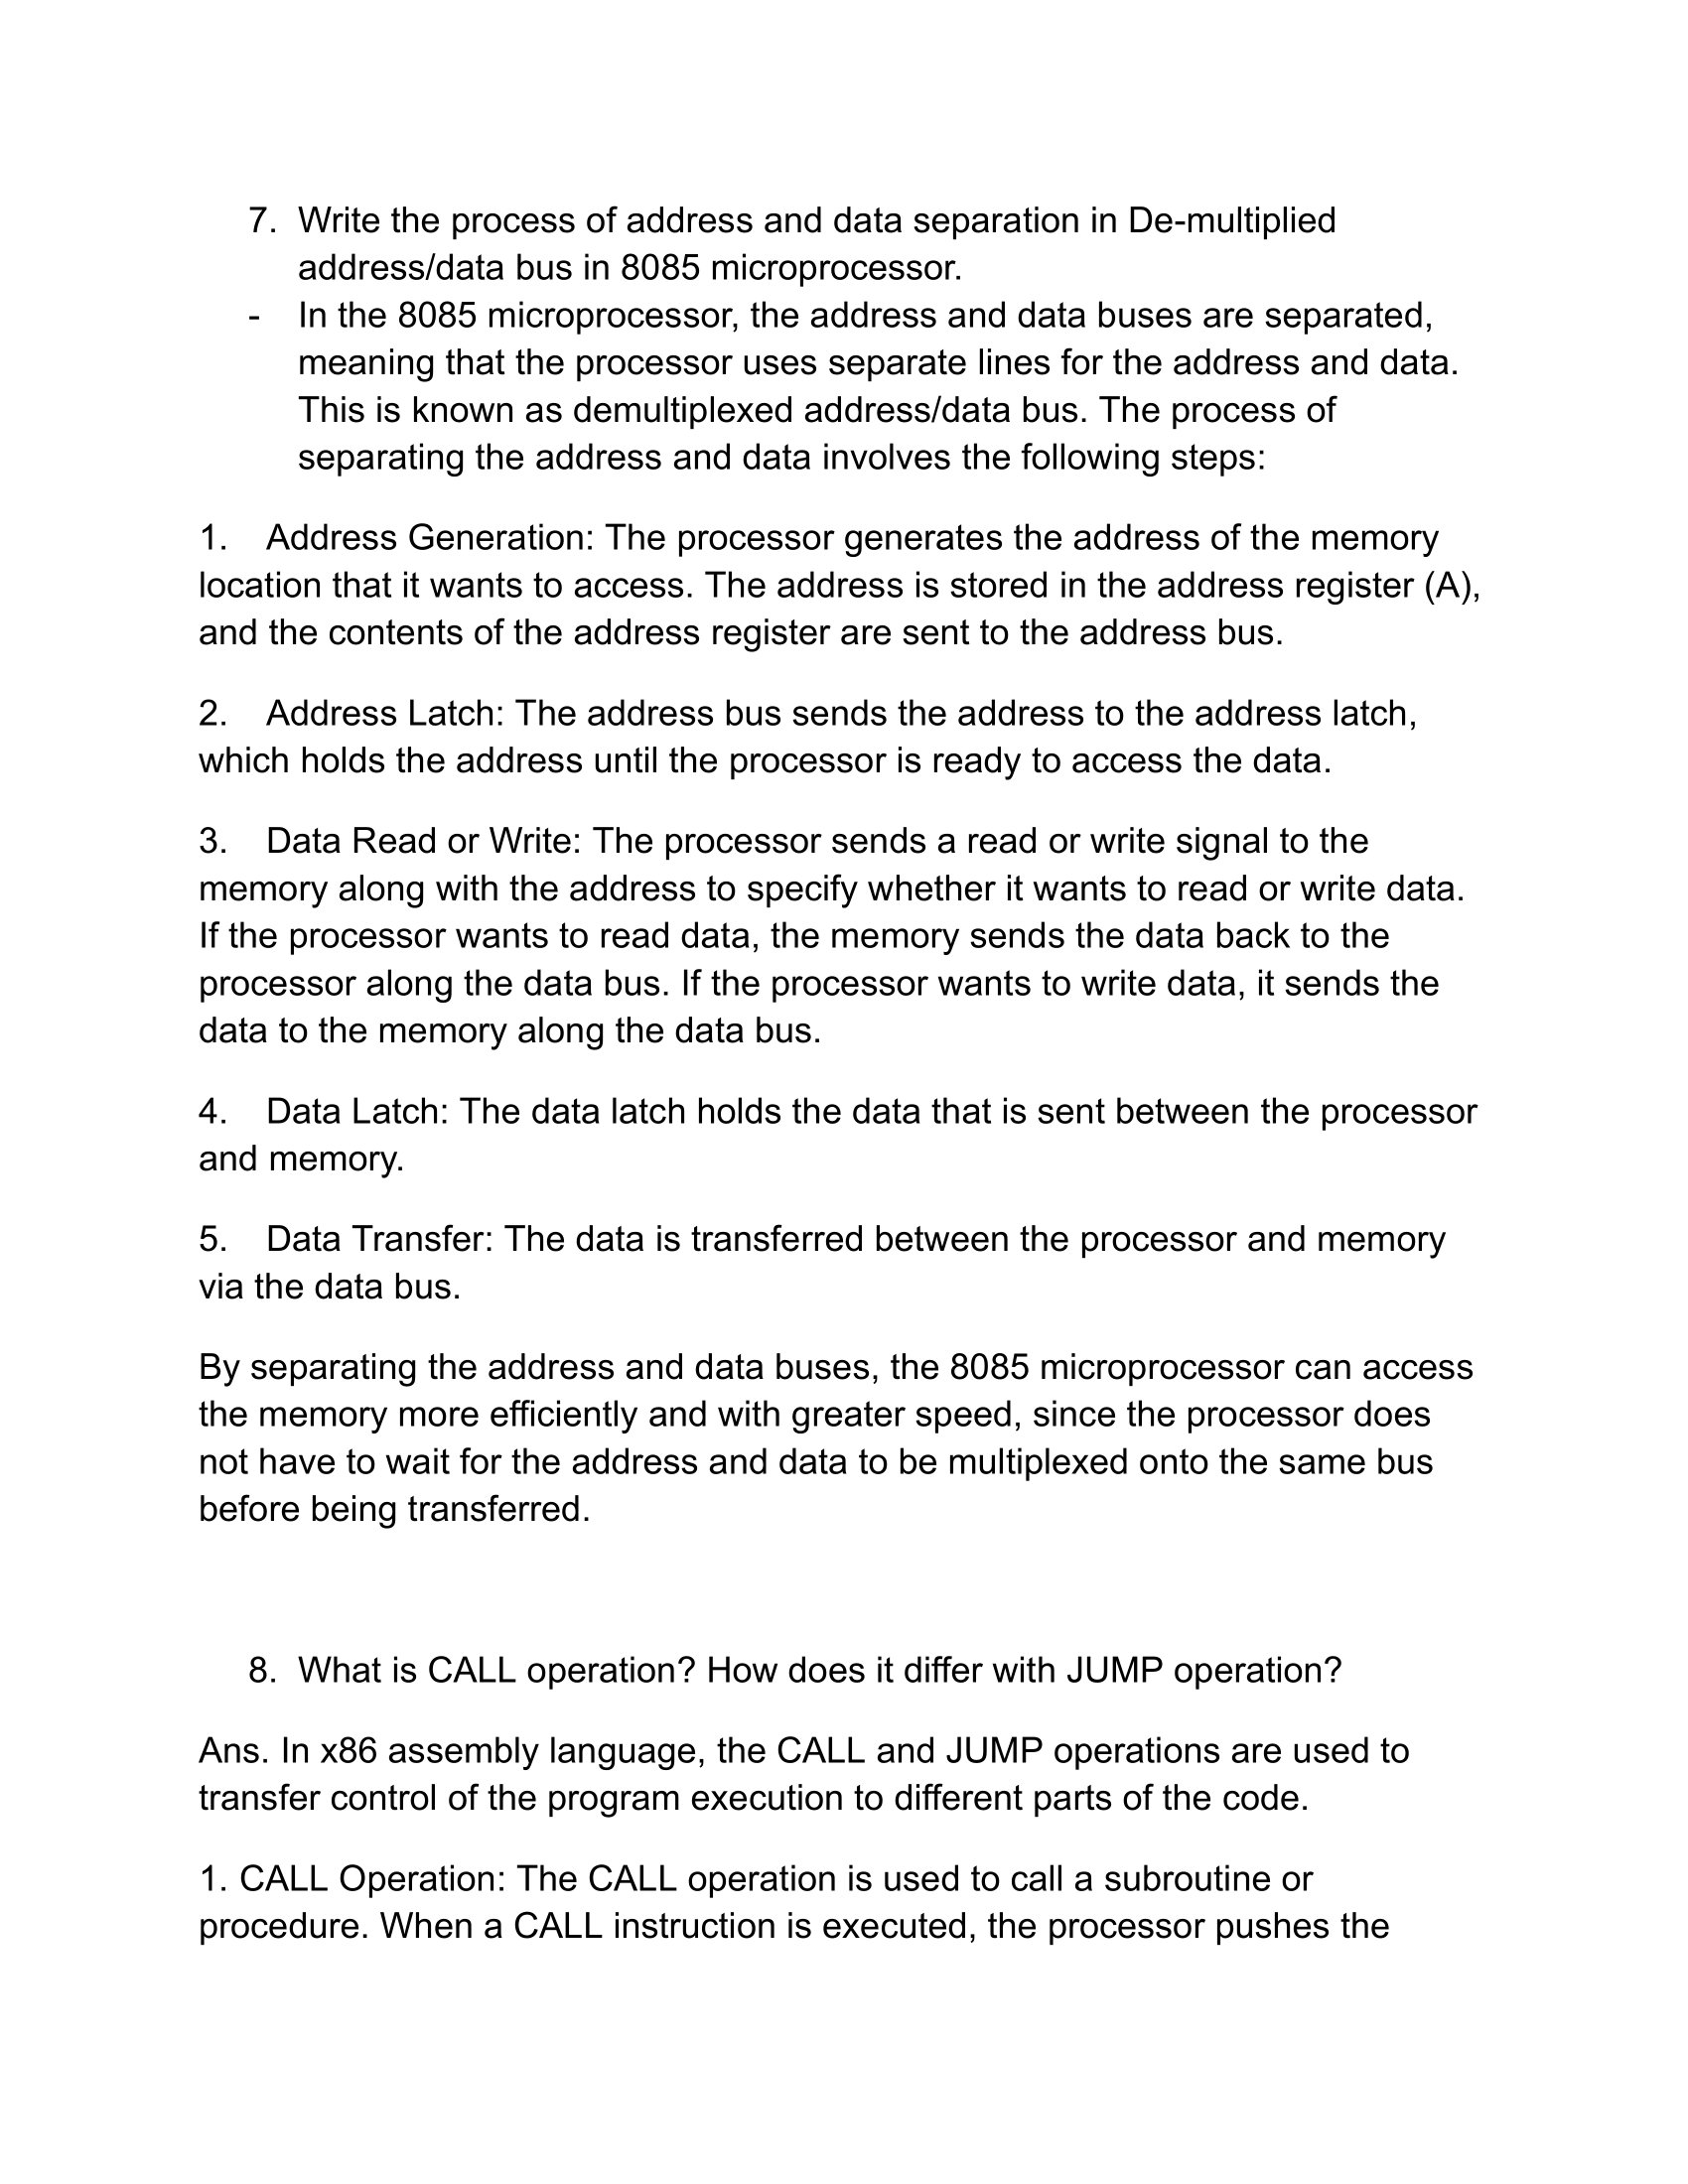 7. Write the process of address and data separation in De-multiplied
address/data bus in 8085 microprocessor.
- In the 8085 microprocessor, the address and data buses are separated,
meaning that the processor uses separate lines for the address and data.
This is known as demultiplexed address/data bus. The process of
separating the address and data involves the following steps:
1. Address Generation: The processor generates the address of the memory
location that it wants to access. The address is stored in the address register (A),
and the contents of the address register are sent to the address bus.
2. Address Latch: The address bus sends the address to the address latch,
which holds the address until the processor is ready to access the data.
3. Data Read or Write: The processor sends a read or write signal to the
memory along with the address to specify whether it wants to read or write data.
If the processor wants to read data, the memory sends the data back to the
processor along the data bus. If the processor wants to write data, it sends the
data to the memory along the data bus.
4. Data Latch: The data latch holds the data that is sent between the processor
and memory.
5. Data Transfer: The data is transferred between the processor and memory
via the data bus.
By separating the address and data buses, the 8085 microprocessor can access
the memory more efficiently and with greater speed, since the processor does
not have to wait for the address and data to be multiplexed onto the same bus
before being transferred.
8. What is CALL operation? How does it differ with JUMP operation?
Ans. In x86 assembly language, the CALL and JUMP operations are used to
transfer control of the program execution to different parts of the code.
1. CALL Operation: The CALL operation is used to call a subroutine or
procedure. When a CALL instruction is executed, the processor pushes the